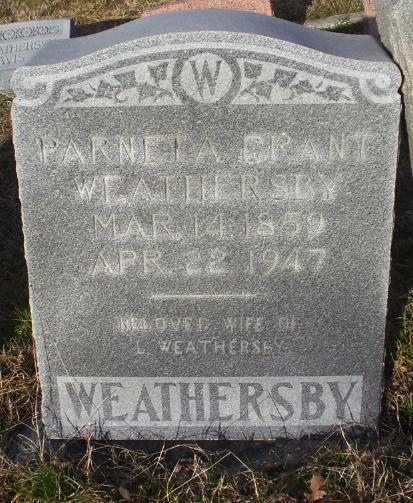 W
PARNELA GRANT
WEATHERSBY
MAR. 14 1859
APR. 22 1947
BELOVED WIFE OF
L. WEATHERSBY
WEATHERSBY